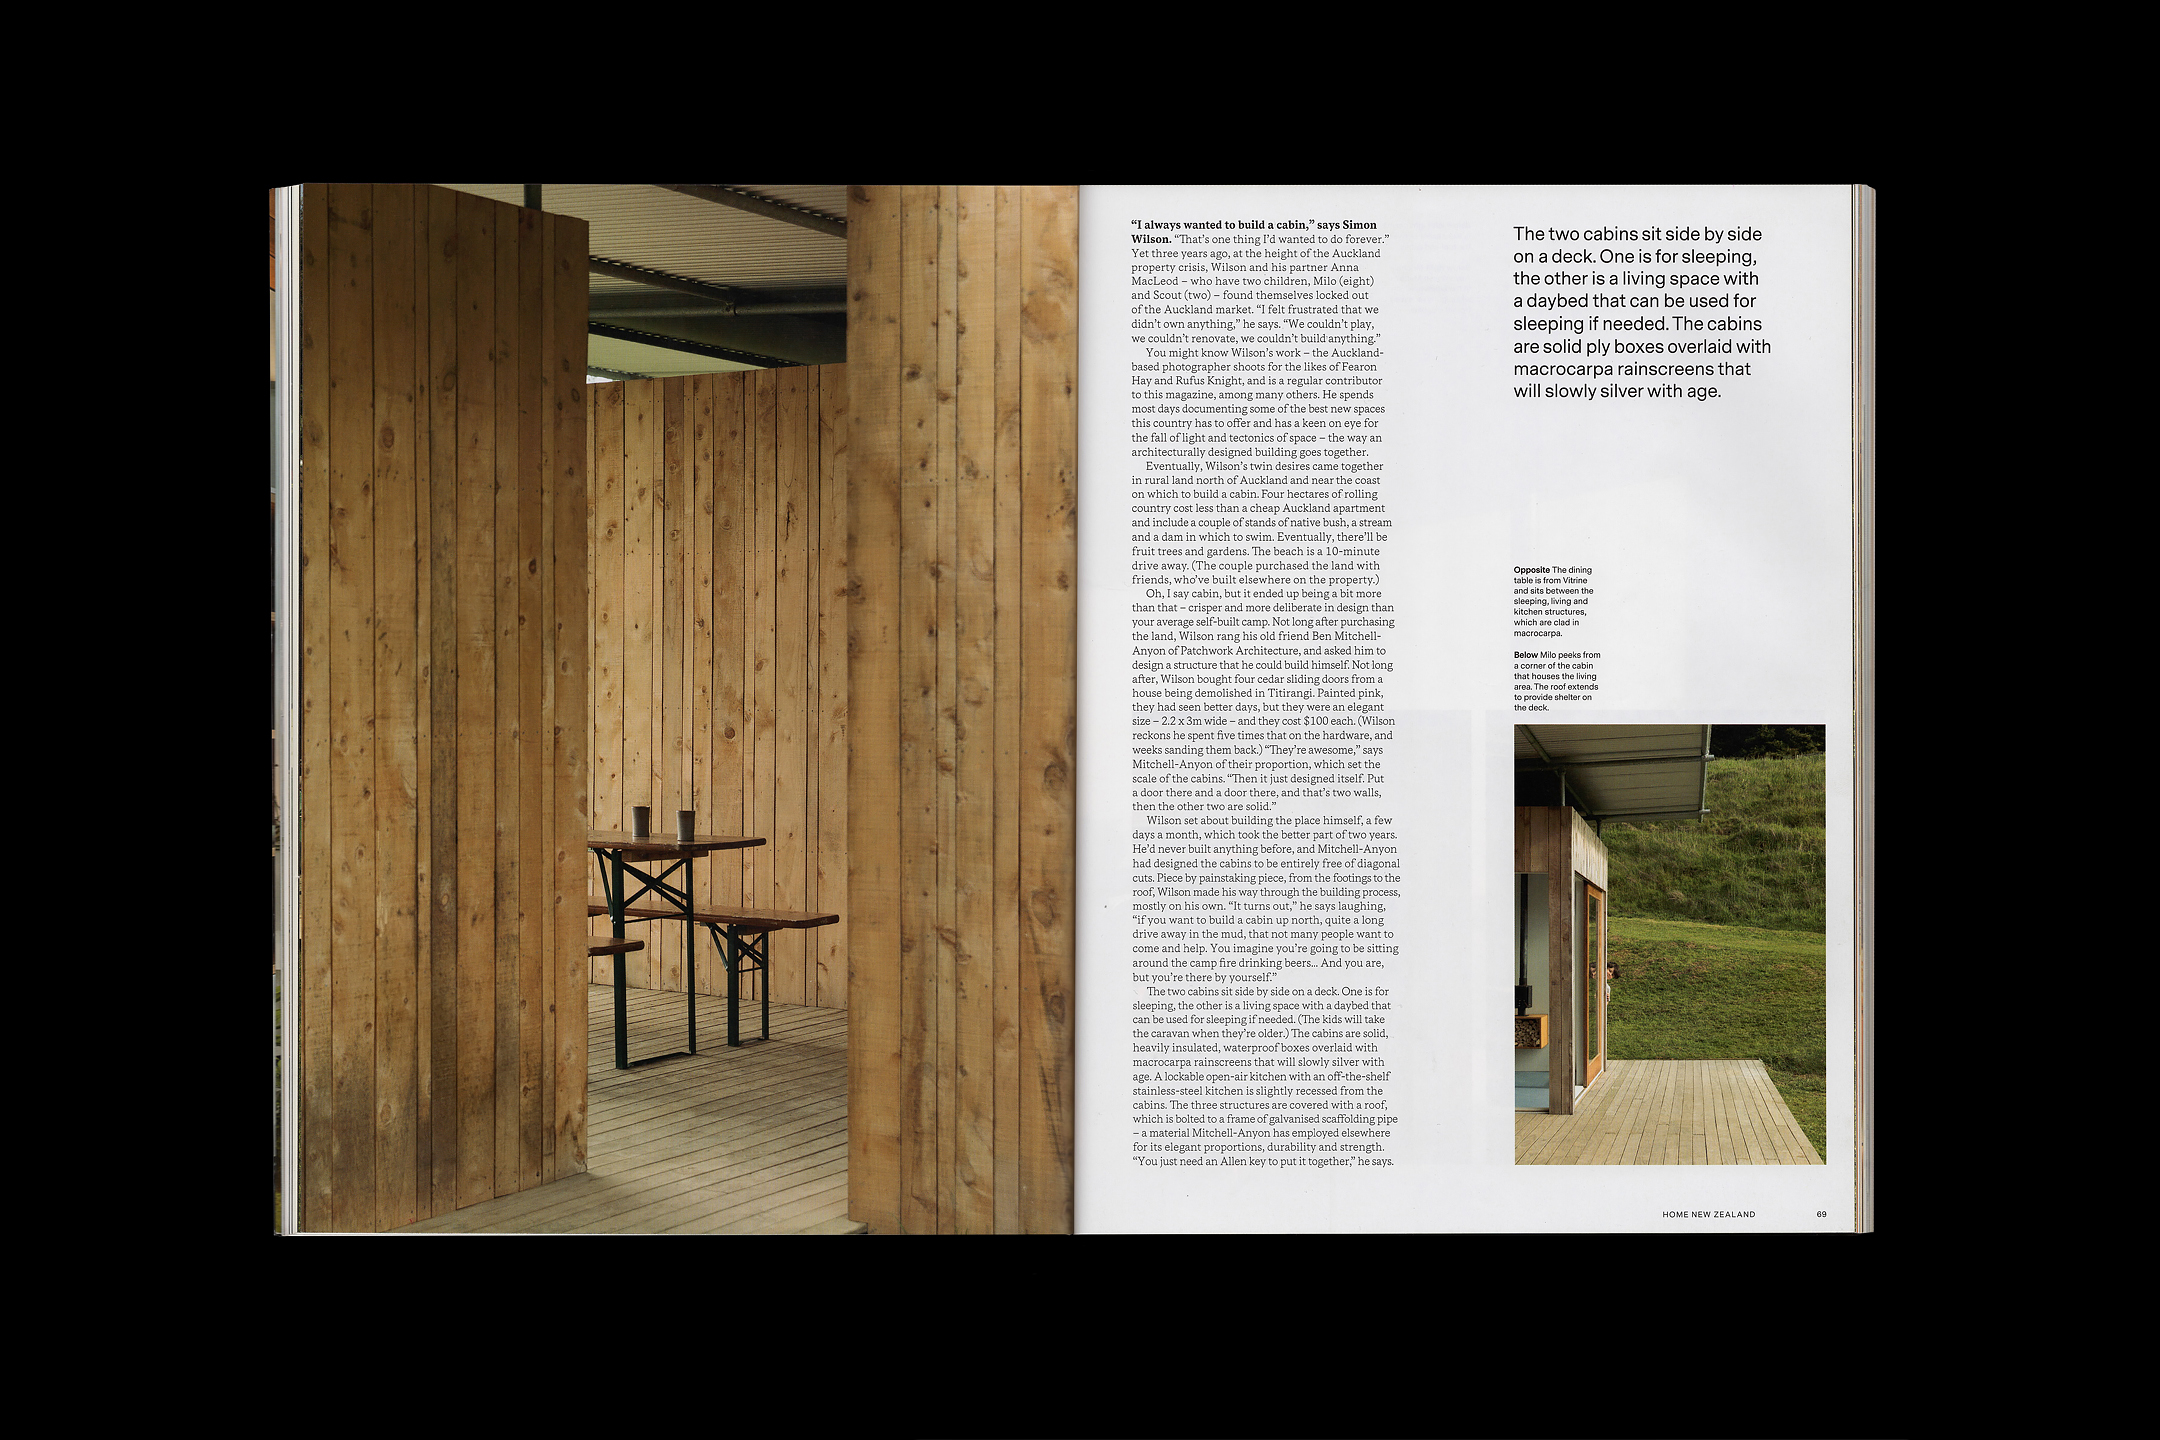 “I always wanted to build a cabin,” says Simon
Wilson. “That’s one thing I’d wanted to do forever.”
Yet three years ago, at the height of the Auckland
property crisis, Wilson and his partner Anna
MacLeod – who have two children, Milo (eight)
and Scout (two) – found themselves locked out
of the Auckland market. “I felt frustrated that we
didn’t own anything,” he says. “We couldn’t play,
we couldn’t renovate, we couldn’t build anything.”
You might know Wilson’s work – the Auckland-
based photographer shoots for the likes of Fearon
Hay and Rufus Knight, and is a regular contributor
to this magazine, among many others. He spends
most days documenting some of the best new spaces
this country has to offer and has a keen on eye for
the fall of light and tectonics of space – the way an
architecturally designed building goes together.
Eventually, Wilson’s twin desires came together
in rural land north of Auckland and near the coast
on which to build a cabin. Four hectares of rolling
country cost less than a cheap Auckland apartment
and include a couple of stands of native bush, a stream
and a dam in which to swim. Eventually, there’ll be
fruit trees and gardens. The beach is a 10-minute
drive away. (The couple purchased the land with
friends, who’ve built elsewhere on the property.)
Oh, I say cabin, but it ended up being a bit more
than that – crisper and more deliberate in design than
your average self-built camp. Not long after purchasing
the land, Wilson rang his old friend Ben Mitchell-
Anyon of Patchwork Architecture, and asked him to
design a structure that he could build himself. Not long
after, Wilson bought four cedar sliding doors from a
house being demolished in Titirangi. Painted pink,
they had seen better days, but they were an elegant
size – 2.2 x 3m wide – and they cost $100 each. (Wilson
reckons he spent five times that on the hardware, and
weeks sanding them back.) “They’re awesome,” says
Mitchell-Anyon of their proportion, which set the
scale of the cabins. “Then it just designed itself. Put
a door there and a door there, and that’s two walls,
then the other two are solid.”
Wilson set about building the place himself, a few
days a month, which took the better part of two years.
He’d never built anything before, and Mitchell-Anyon
had designed the cabins to be entirely free of diagonal
cuts. Piece by painstaking piece, from the footings to the
roof, Wilson made his way through the building process,
mostly on his own. “It turns out,” he says laughing,
“if you want to build a cabin up north, quite a long
drive away in the mud, that not many people want to
come and help. You imagine you’re going to be sitting
around the camp fire drinking beers... And you are,
but you’re there by yourself.”
The two cabins sit side by side on a deck. One is for
sleeping, the other is a living space with a daybed that
can be used for sleeping if needed. (The kids will take
the caravan when they’re older.) The cabins are solid,
heavily insulated, waterproof boxes overlaid with
macrocarpa rainscreens that will slowly silver with
age. A lockable open-air kitchen with an off-the-shelf
stainless-steel kitchen is slightly recessed from the
cabins. The three structures are covered with a roof,
which is bolted to a frame of galvanised scaffolding pipe
– a material Mitchell-Anyon has employed elsewhere
for its elegant proportions, durability and strength.
“You just need an Allen key to put it together,” he says.
The two cabins sit side by side
on a deck. One is for sleeping,
the other is a living space with
a daybed that can be used for
sleeping if needed. The cabins
are solid ply boxes overlaid with
macrocarpa rainscreens that
will slowly silver with age.
Opposite The dining
table is from Vitrine
and sits between the
sleeping, living and
kitchen structures,
which are clad in
macrocarpa.
Below Milo peeks from
a corner of the cabin
that houses the living
area. The roof extends
to provide shelter on
the deck.
HOME NEW ZEALAND 69